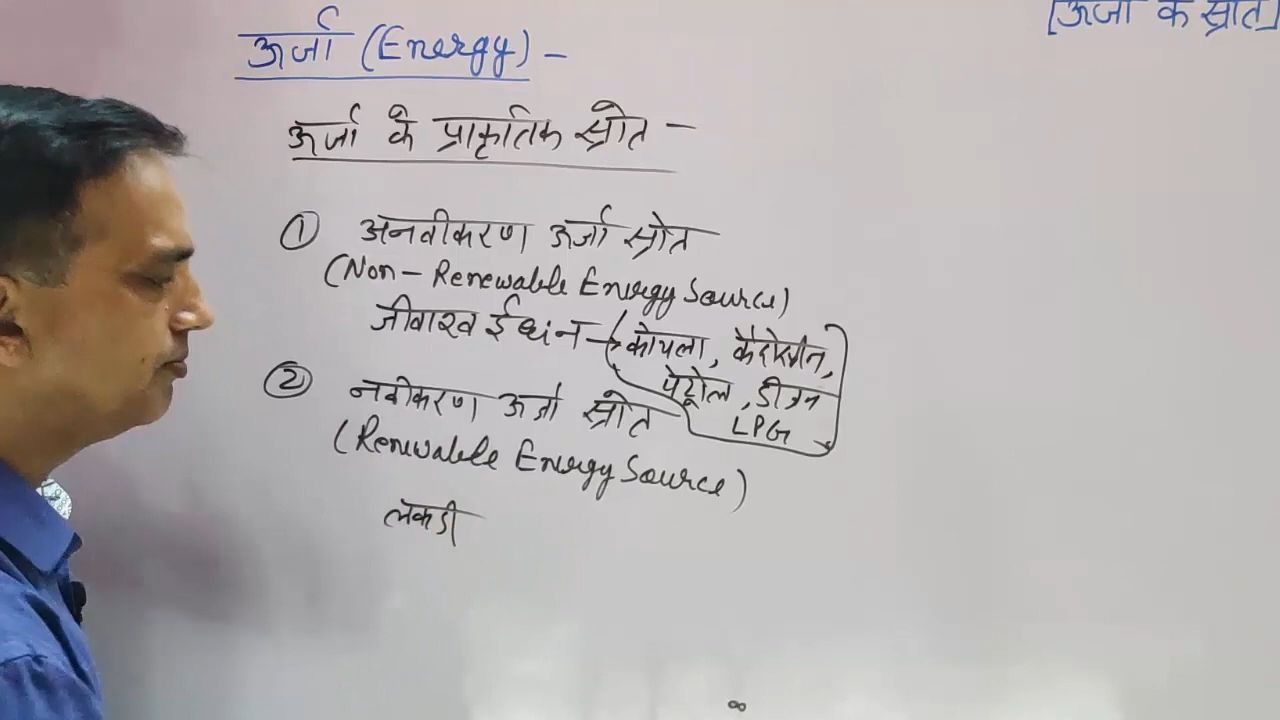 [ऊर्जा के स्रोत]
ऊर्जा (Energy) –
ऊर्जा के प्राकृतिक स्रोत –
① अनवीकरण ऊर्जा स्रोत
(Non – Renewable Energy Source)
जीवाश्व ईधंन → कोयला, कैरोसीन,
पेट्रोल, डीजल
LPG
② नवीकरण ऊर्जा स्रोत
(Renewable Energy Source)
लकडी